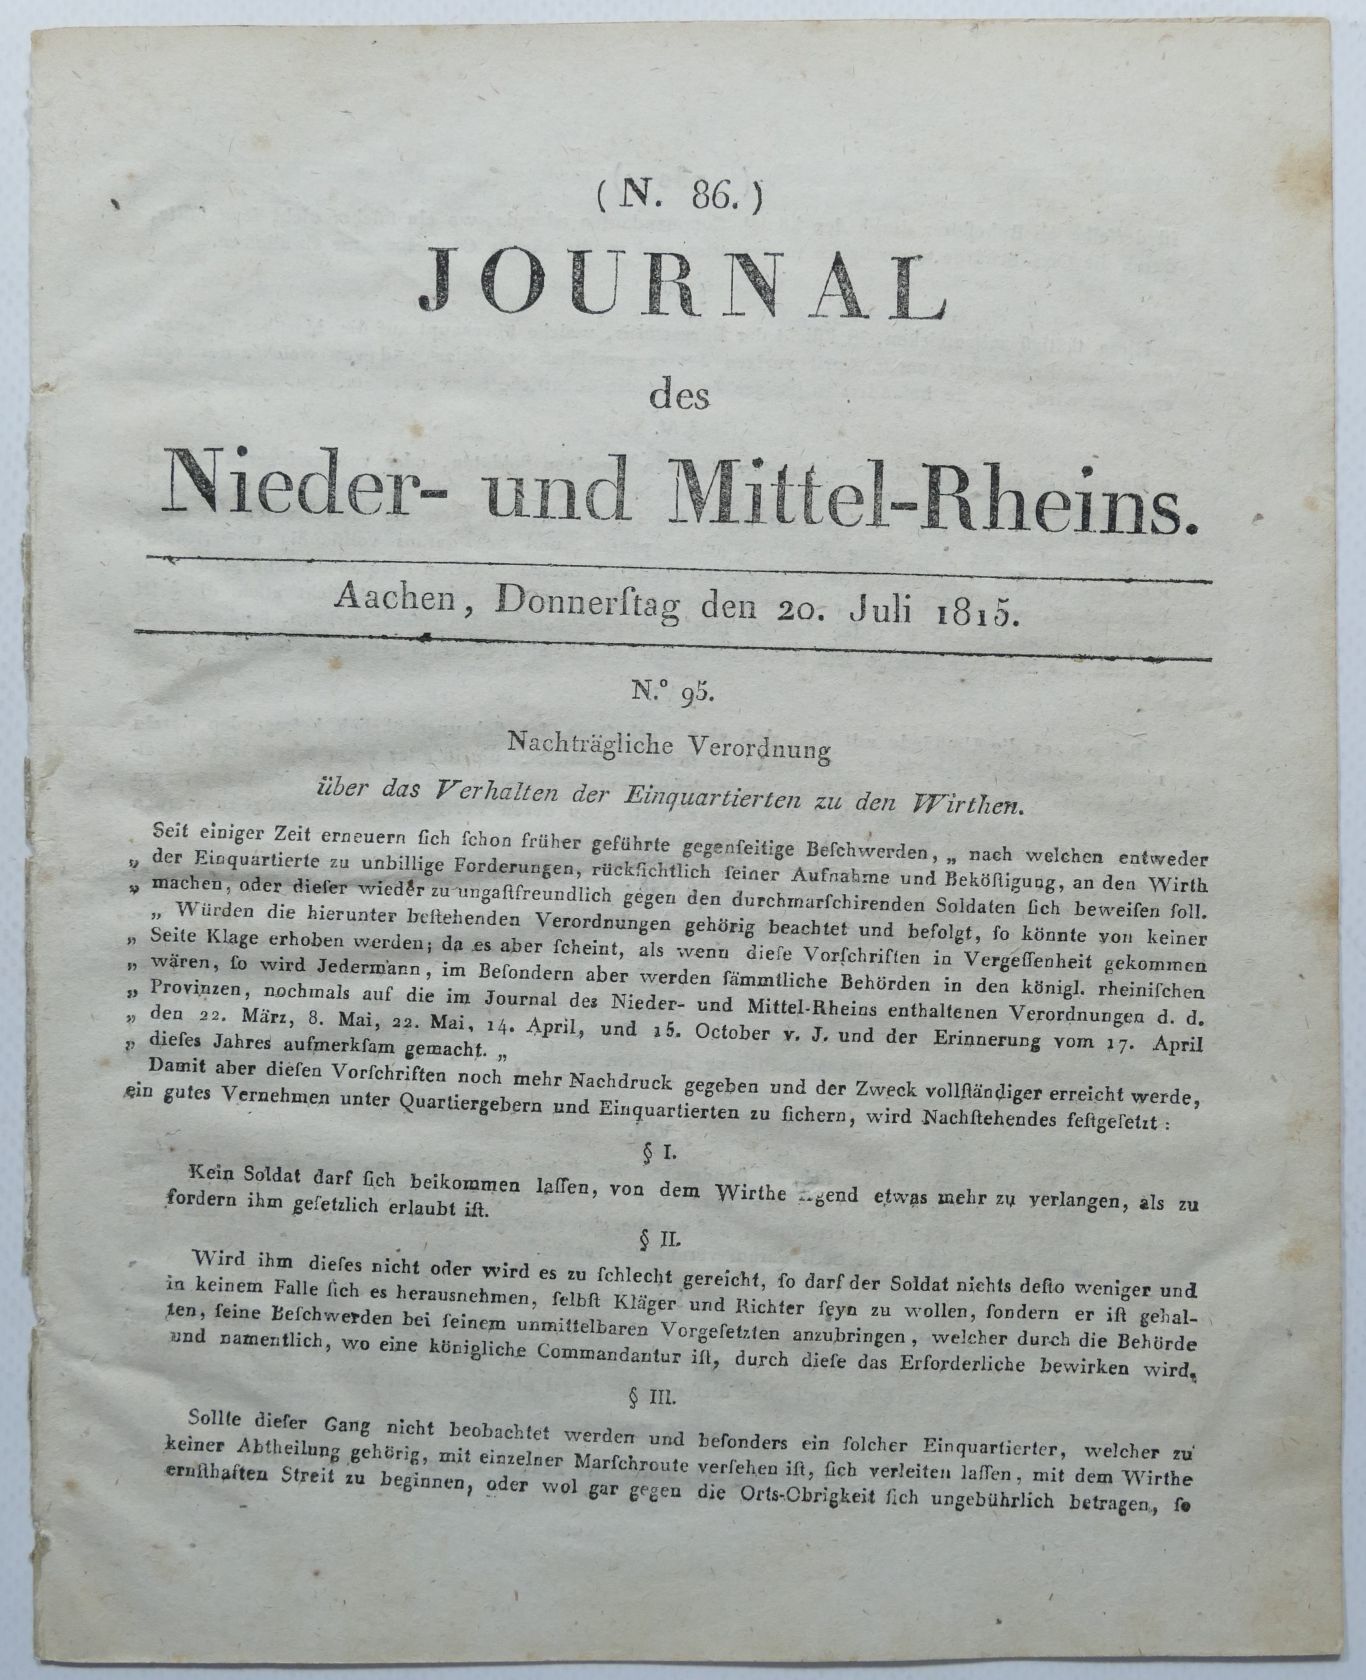 ( N. 86. )
JOURNAL
des
Nieder- und Mittel-Rheins.
Aachen, Donnerſtag den 20. Juli 1815.
N.º 95.
Nachträgliche Verordnung
über das Verhalten der Einquartierten zu den Wirthen.
Seit einiger Zeit erneuern ſich ſchon früher geführte gegenſeitige Beſchwerden, „ nach welchen entweder
„ der Einquartierte zu unbillige Forderungen, rückſichtlich ſeiner Aufnahme und Beköſtigung, an den Wirth
„ machen, oder dieſer wieder zu ungaſtfreundlich gegen den durchmarſchirenden Soldaten ſich beweiſen ſoll.
„ Würden die hierunter beſtehenden Verordnungen gehörig beachtet und befolgt, ſo könnte von keiner
„ Seite Klage erhoben werden; da es aber ſcheint, als wenn dieſe Vorſchriften in Vergeſſenheit gekommen
„ wären, ſo wird Jedermann, im Beſondern aber werden ſämmtliche Behörden in den königl. rheiniſchen
„ Provinzen, nochmals auf die im Journal des Nieder- und Mittel-Rheins enthaltenen Verordnungen d. d.
„ den 22. März, 8. Mai, 22. Mai, 14. April, und 15. October v. J. und der Erinnerung vom 17. April
„ dieſes Jahres aufmerkſam gemacht. „
Damit aber dieſen Vorſchriften noch mehr Nachdruck gegeben und der Zweck vollſtändiger erreicht werde,
ein gutes Vernehmen unter Quartiergebern und Einquartierten zu ſichern, wird Nachſtehendes feſtgeſetzt :
§ I.
Kein Soldat darf ſich beikommen laſſen, von dem Wirthe irgend etwas mehr zu verlangen, als zu
fordern ihm geſetzlich erlaubt iſt.
§ II.
Wird ihm dieſes nicht oder wird es zu ſchlecht gereicht, ſo darf der Soldat nichts deſto weniger und
in keinem Falle ſich es herausnehmen, ſelbſt Kläger und Richter ſeyn zu wollen, ſondern er iſt gehal-
ten, ſeine Beſchwerden bei ſeinem unmittelbaren Vorgeſetzten anzubringen, welcher durch die Behörde
und namentlich, wo eine königliche Commandantur iſt, durch dieſe das Erforderliche bewirken wird.
§ III.
Sollte dieſer Gang nicht beobachtet werden und beſonders ein ſolcher Einquartierter, welcher zu
keiner Abtheilung gehörig, mit einzelner Marſchroute verſehen iſt, ſich verleiten laſſen, mit dem Wirthe
ernſthaften Streit zu beginnen, oder wol gar gegen die Orts-Obrigkeit ſich ungebührlich betragen, ſo